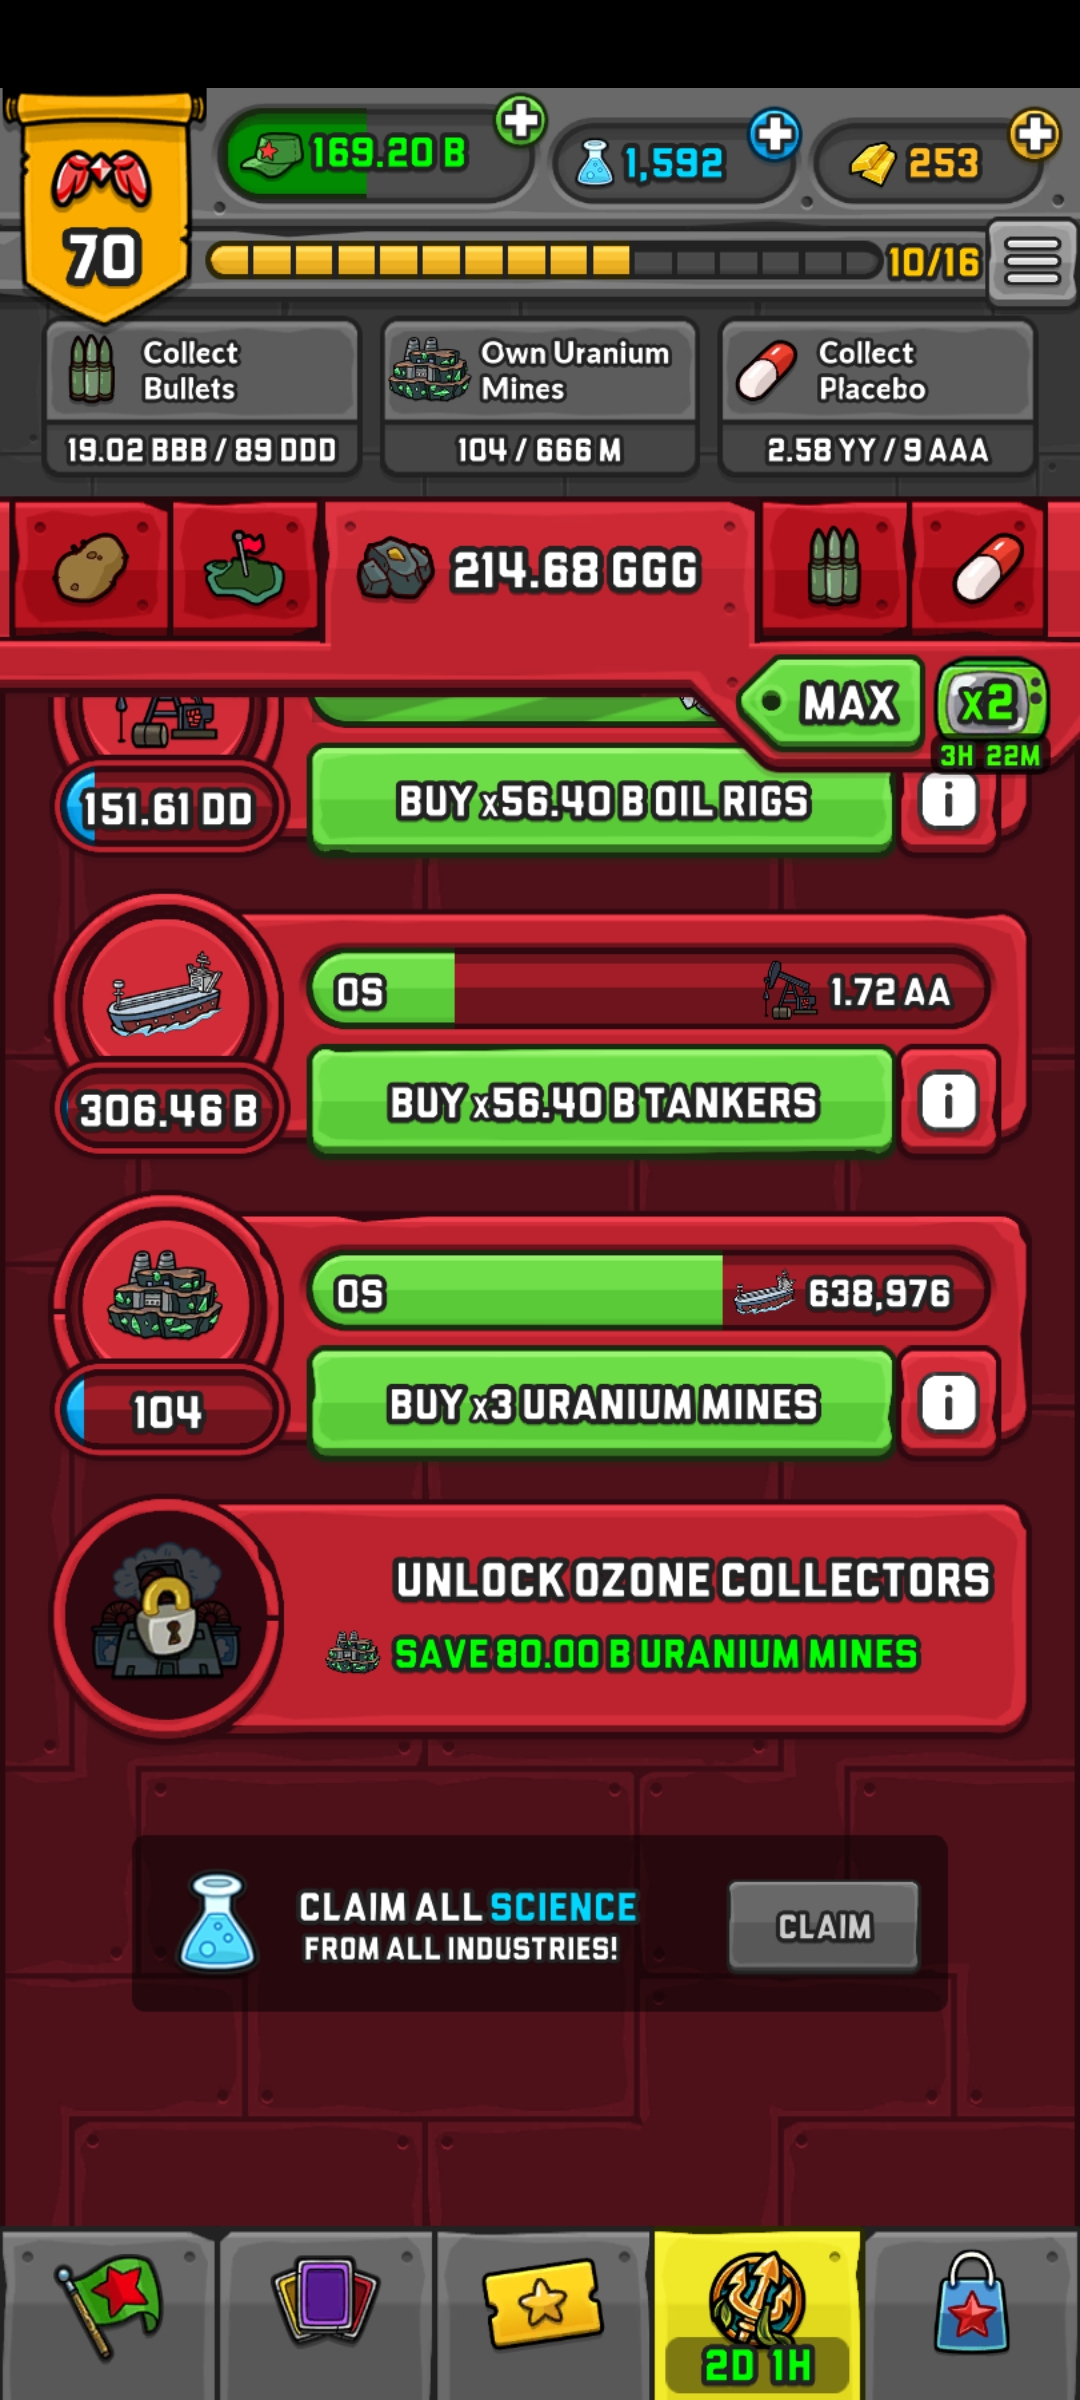 169.20 B
1,592
253
70
10/16
Collect
Bullets
19.02 BBB / 89 DDD
Own Uranium
Mines
104 / 666 M
Collect
Placebo
2.58 YY / 9 AAA
214.68 GGG
MAX
x2
3H 22M
151.61 DD
BUY x56.40 B OIL RIGS
i
0S
1.72 AA
306.46 B
BUY x56.40 B TANKERS
i
0S
638,976
104
BUY x3 URANIUM MINES
i
UNLOCK OZONE COLLECTORS
SAVE 80.00 B URANIUM MINES
CLAIM ALL SCIENCE
FROM ALL INDUSTRIES!
CLAIM
2D 1H